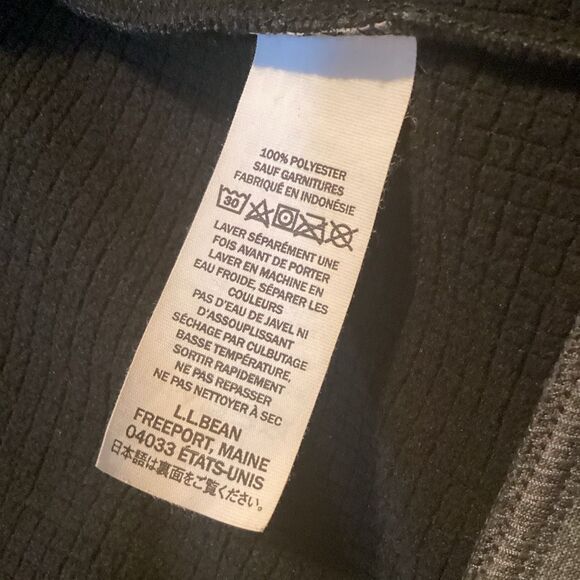 100% POLYESTER
SAUF GARNITURES
FABRIQUÉ EN INDONÉSIE
30
LAVER SÉPARÉMENT UNE
FOIS AVANT DE PORTER
LAVER EN MACHINE EN
EAU FROIDE, SÉPARER LES
COULEURS
PAS D'EAU DE JAVEL NI
D'ASSOUPLISSANT
SÉCHAGE PAR CULBUTAGE
BASSE TEMPÉRATURE,
SORTIR RAPIDEMENT
NE PAS REPASSER
NE PAS NETTOYER À SEC
L.L.BEAN
FREEPORT, MAINE
04033 ÉTATS-UNIS
日本語は裏面をご覧ください。